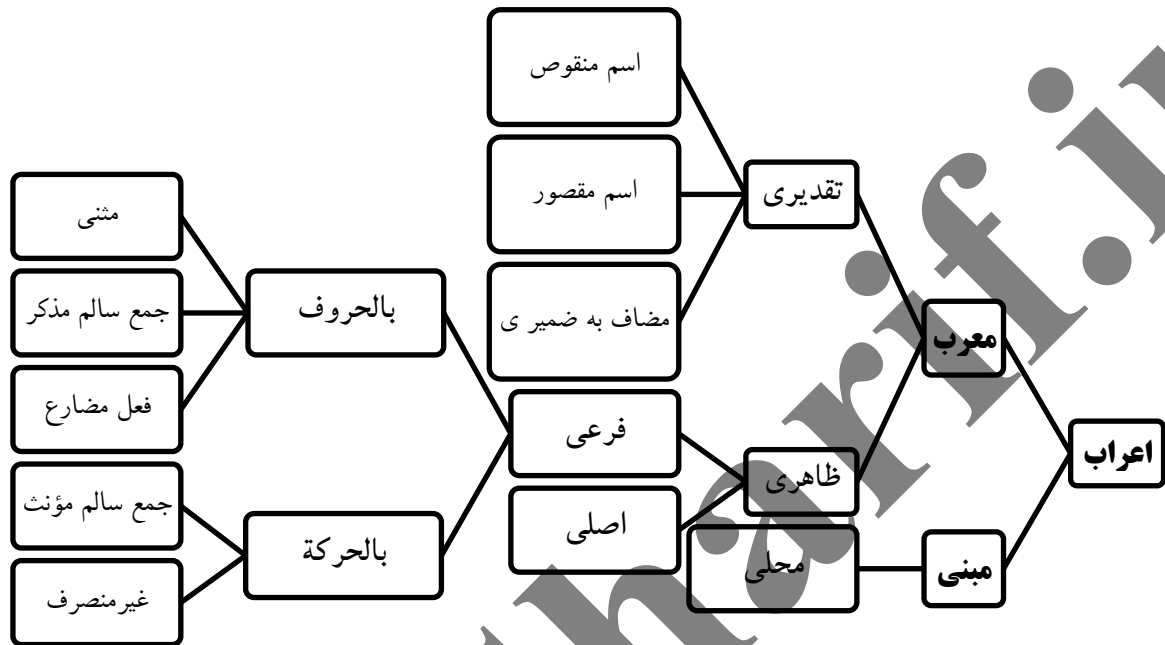 اعراب
معرب
تقدیری
اسم منقوص
اسم مقصور
مضاف به ضمیر ی
ظاهری
فرعی
بالحروف
مثنی
جمع سالم مذکر
فعل مضارع
بالحركة
جمع سالم مؤنث
غیرمنصرف
اصلی
مبنی
محلی